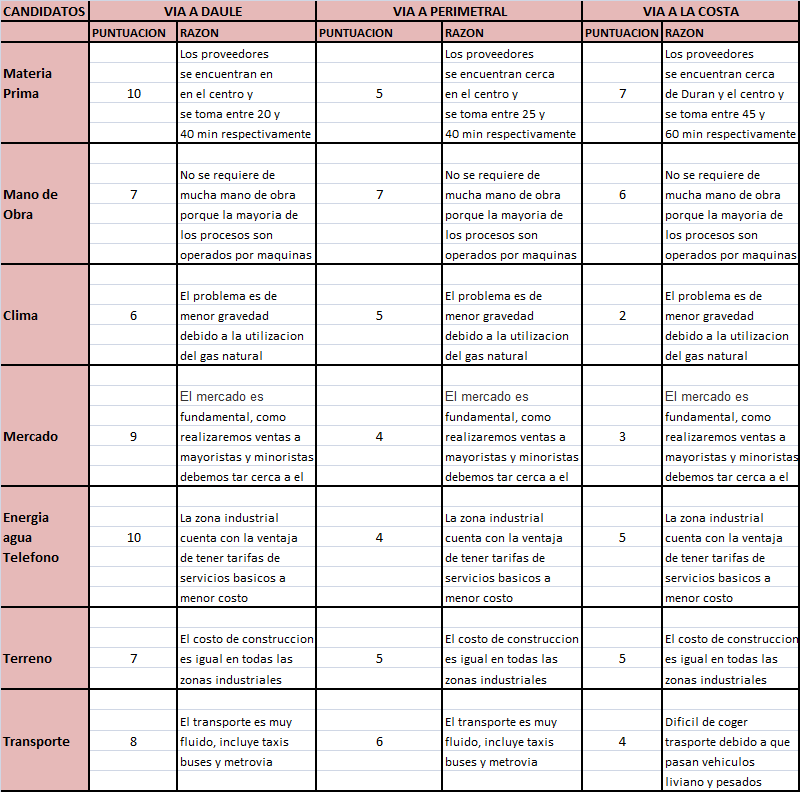 CANDIDATOS VIA A DAULE VIA A PERIMETRAL VIA A LA COSTA
PUNTUACION RAZON PUNTUACION RAZON PUNTUACION RAZON
Los proveedores Los proveedores Los proveedores
Materia se encuentran en se encuentran cerca se encuentran cerca
Prima 10 en el centro y 5 en el centro y 7 de Duran y el centro y
se toma entre 20 y se toma entre 25 y se toma entre 45 y
40 min respectivamente 40 min respectivamente 60 min respectivamente
No se requiere de No se requiere de No se requiere de
Mano de 7 mucha mano de obra 7 mucha mano de obra 6 mucha mano de obra
Obra porque la mayoria de porque la mayoria de porque la mayoria de
los procesos son los procesos son los procesos son
operados por maquinas operados por maquinas operados por maquinas
El problema es de El problema es de El problema es de
Clima 6 menor gravedad 5 menor gravedad 2 menor gravedad
debido a la utilizacion debido a la utilizacion debido a la utilizacion
del gas natural del gas natural del gas natural
El mercado es El mercado es El mercado es
fundamental, como fundamental, como fundamental, como
Mercado 9 realizaremos ventas a 4 realizaremos ventas a 3 realizaremos ventas a
mayoristas y minoristas mayoristas y minoristas mayoristas y minoristas
debemos tar cerca a el debemos tar cerca a el debemos tar cerca a el
Energia La zona industrial La zona industrial La zona industrial
agua 10 cuenta con la ventaja 4 cuenta con la ventaja 5 cuenta con la ventaja
Telefono de tener tarifas de de tener tarifas de de tener tarifas de
servicios basicos a servicios basicos a servicios basicos a
menor costo menor costo menor costo
El costo de construccion El costo de construccion El costo de construccion
Terreno 7 es igual en todas las 5 es igual en todas las 5 es igual en todas las
zonas industriales zonas industriales zonas industriales
El transporte es muy El transporte es muy Dificil de coger
Transporte 8 fluido, incluye taxis 6 fluido, incluye taxis 4 trasporte debido a que
buses y metrovia buses y metrovia pasan vehiculos
liviano y pesados